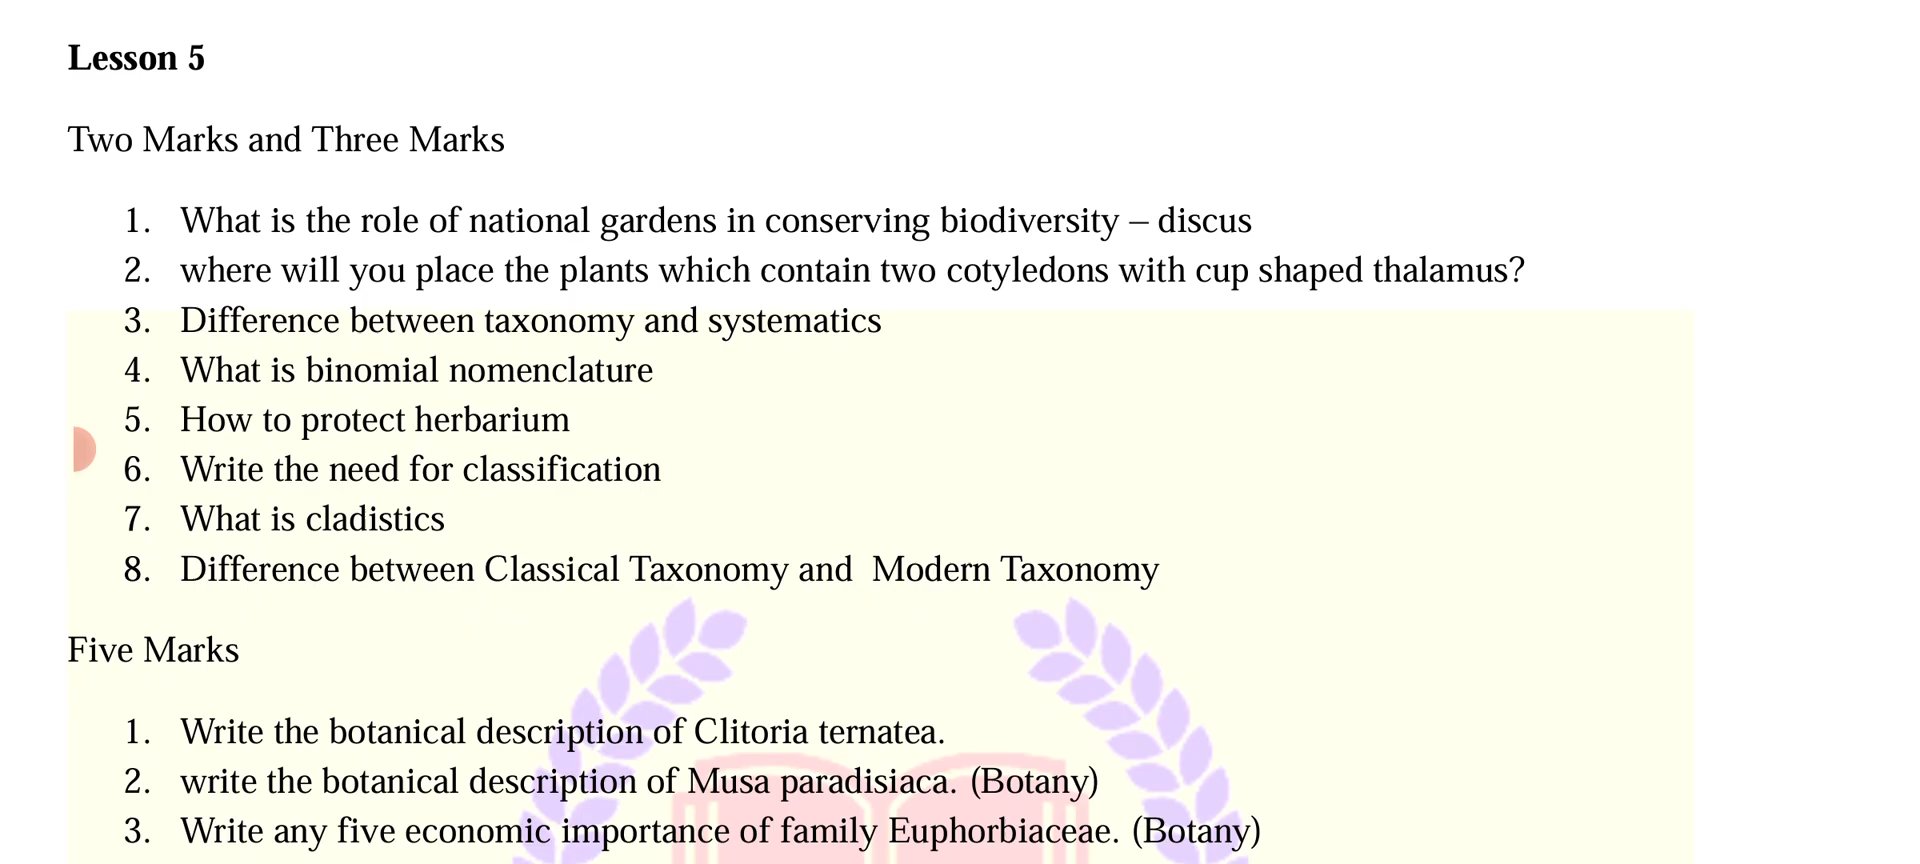 Lesson 5
Two Marks and Three Marks
1. What is the role of national gardens in conserving biodiversity – discus
2. where will you place the plants which contain two cotyledons with cup shaped thalamus?
3. Difference between taxonomy and systematics
4. What is binomial nomenclature
5. How to protect herbarium
6. Write the need for classification
7. What is cladistics
8. Difference between Classical Taxonomy and  Modern Taxonomy
Five Marks
1. Write the botanical description of Clitoria ternatea.
2. write the botanical description of Musa paradisiaca. (Botany)
3. Write any five economic importance of family Euphorbiaceae. (Botany)